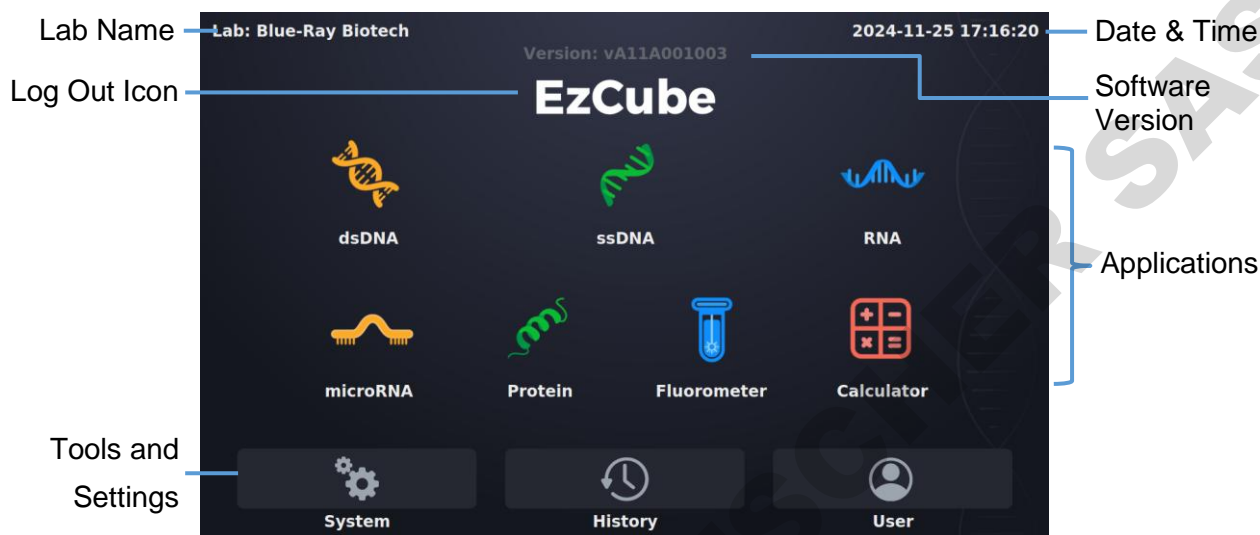 Lab Name
Lab: Blue-Ray Biotech
2024-11-25 17:16:20
Date & Time
Version: vA11A001003
Software
Version
Log Out Icon
EzCube
dsDNA
ssDNA
RNA
Applications
microRNA
Protein
Fluorometer
Calculator
Tools and
Settings
System
History
User